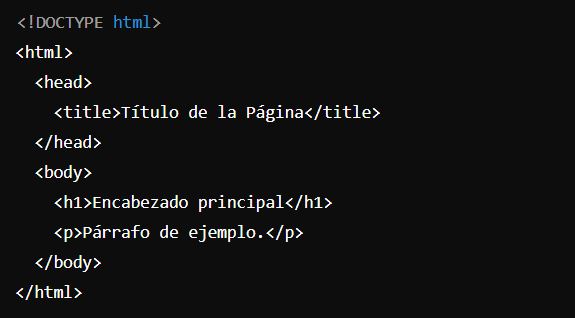 <!DOCTYPE html>
<html>
<head>
<title>Título de la Página</title>
</head>
<body>
<h1>Encabezado principal</h1>
<p>Párrafo de ejemplo.</p>
</body>
</html>